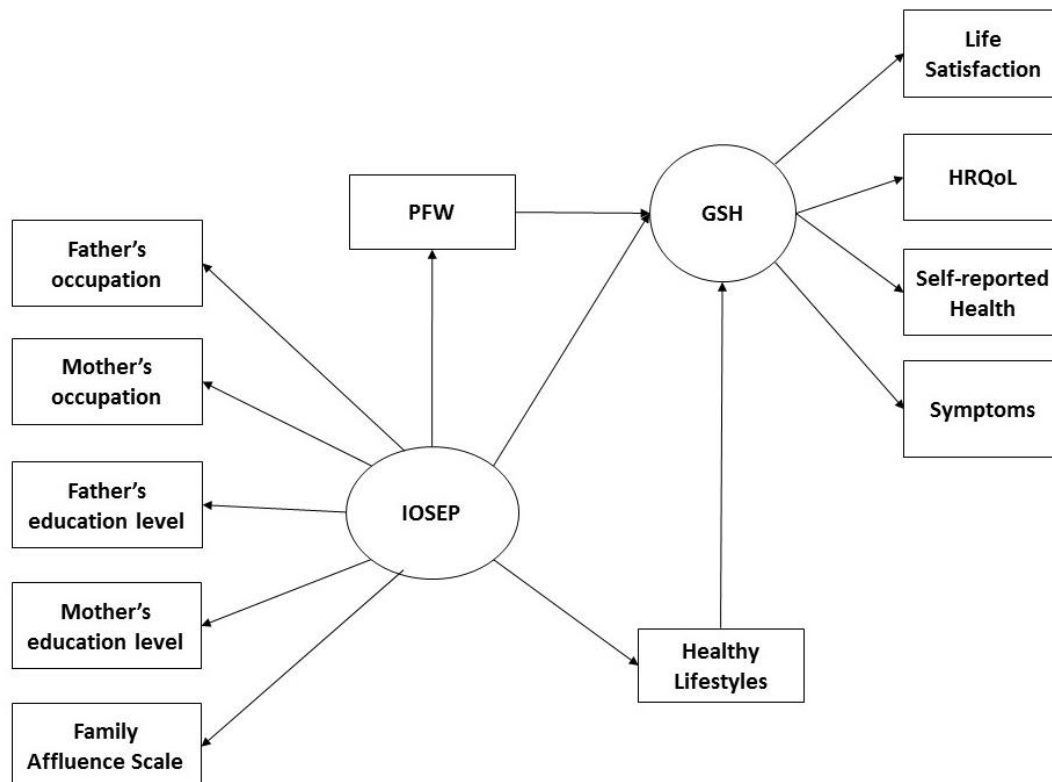 Life
Satisfaction
HRQoL
PFW
GSH
Father's
occupation
Self-reported
Health
Mother's
occupation
Symptoms
Father's
education level
IOSEP
Mother's
education level
Healthy
Lifestyles
Family
Affluence Scale